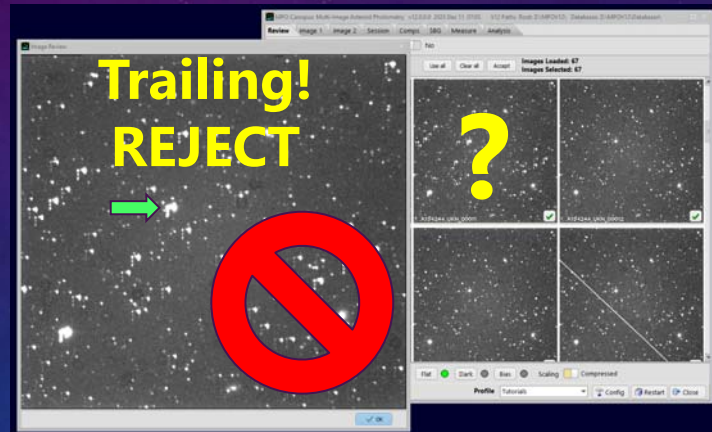 MPO Canopus: Multi-Image Asteroid Photometry
Review Image 1 Image 2 Session Comps SBG Measure Analysis
Image Review
No
Use all Clear all Accept
Images Loaded: 67
Images Selected: 67
Trailing!
REJECT
?
Flat Dark Bias Scaling Compressed
Profile Tutorials Config Restart Close
OK